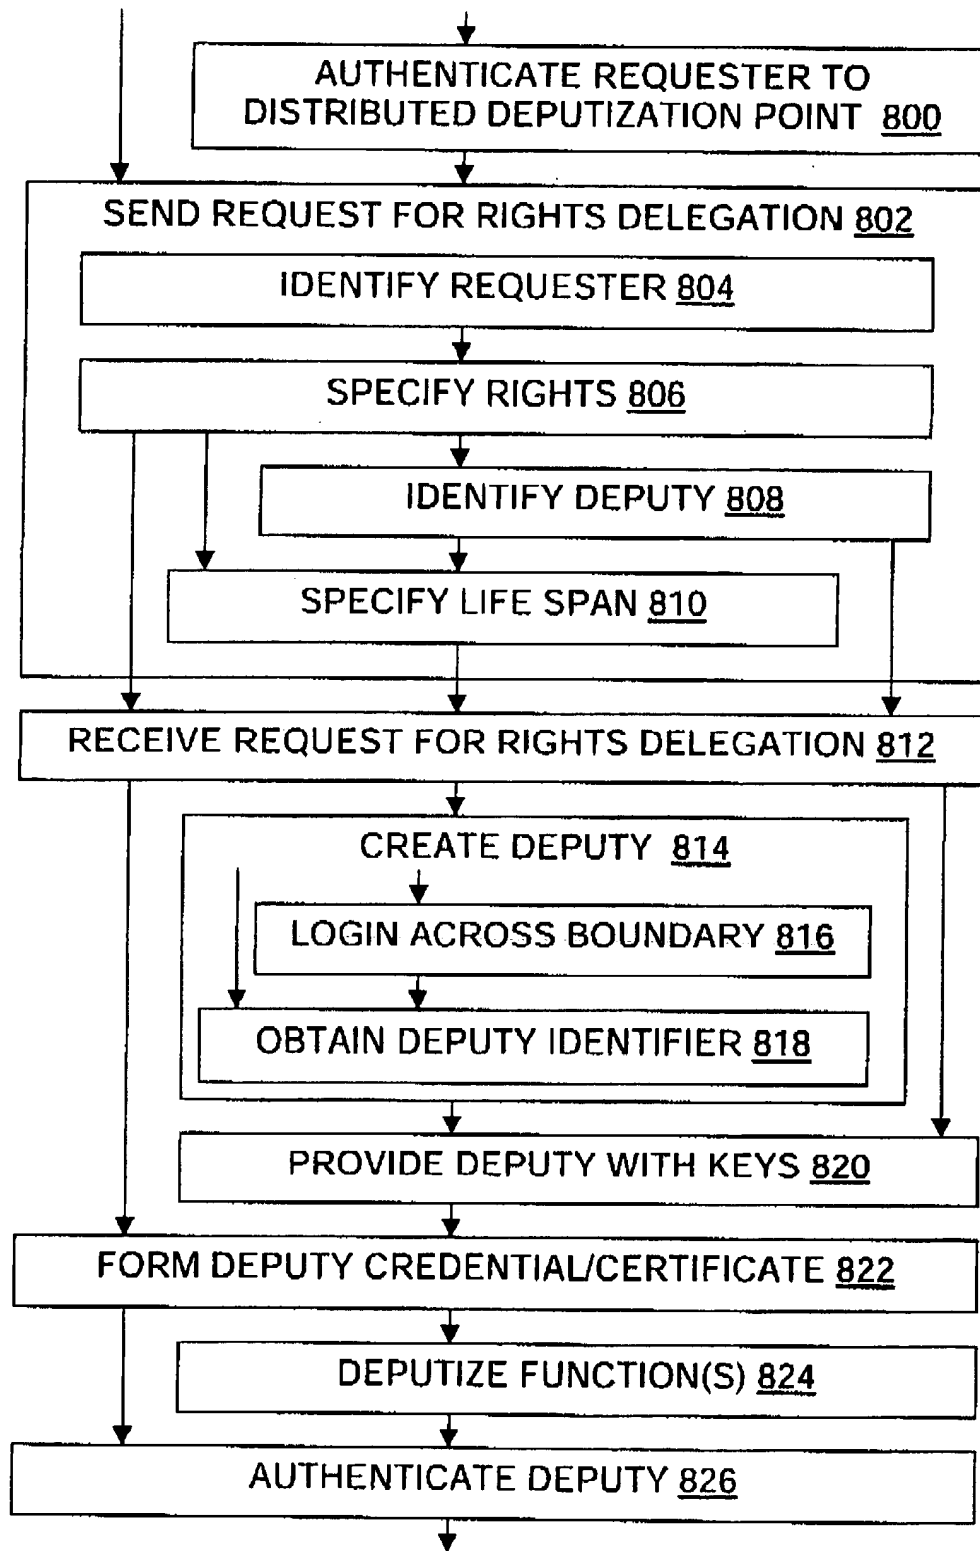 AUTHENTICATE REQUESTER TO
DISTRIBUTED DEPUTIZATION POINT 800
SEND REQUEST FOR RIGHTS DELEGATION 802
IDENTIFY REQUESTER 804
SPECIFY RIGHTS 806
IDENTIFY DEPUTY 808
SPECIFY LIFE SPAN 810
RECEIVE REQUEST FOR RIGHTS DELEGATION 812
CREATE DEPUTY 814
LOGIN ACROSS BOUNDARY 816
OBTAIN DEPUTY IDENTIFIER 818
PROVIDE DEPUTY WITH KEYS 820
FORM DEPUTY CREDENTIAL/CERTIFICATE 822
DEPUTIZE FUNCTION(S) 824
AUTHENTICATE DEPUTY 826